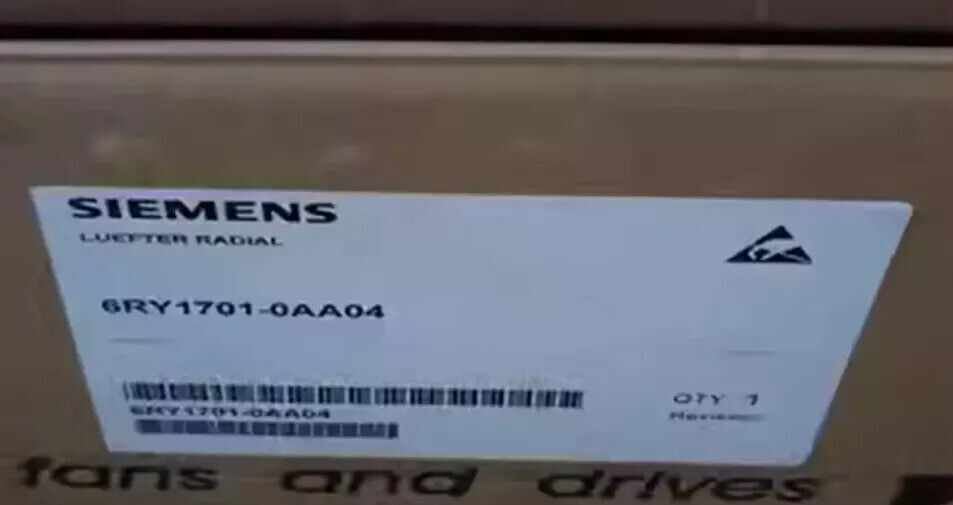 SIEMENS
LUEFTER RADIAL
6RY1701-0AA04
QTY 1
6RY1701-0AA04
fans and drives